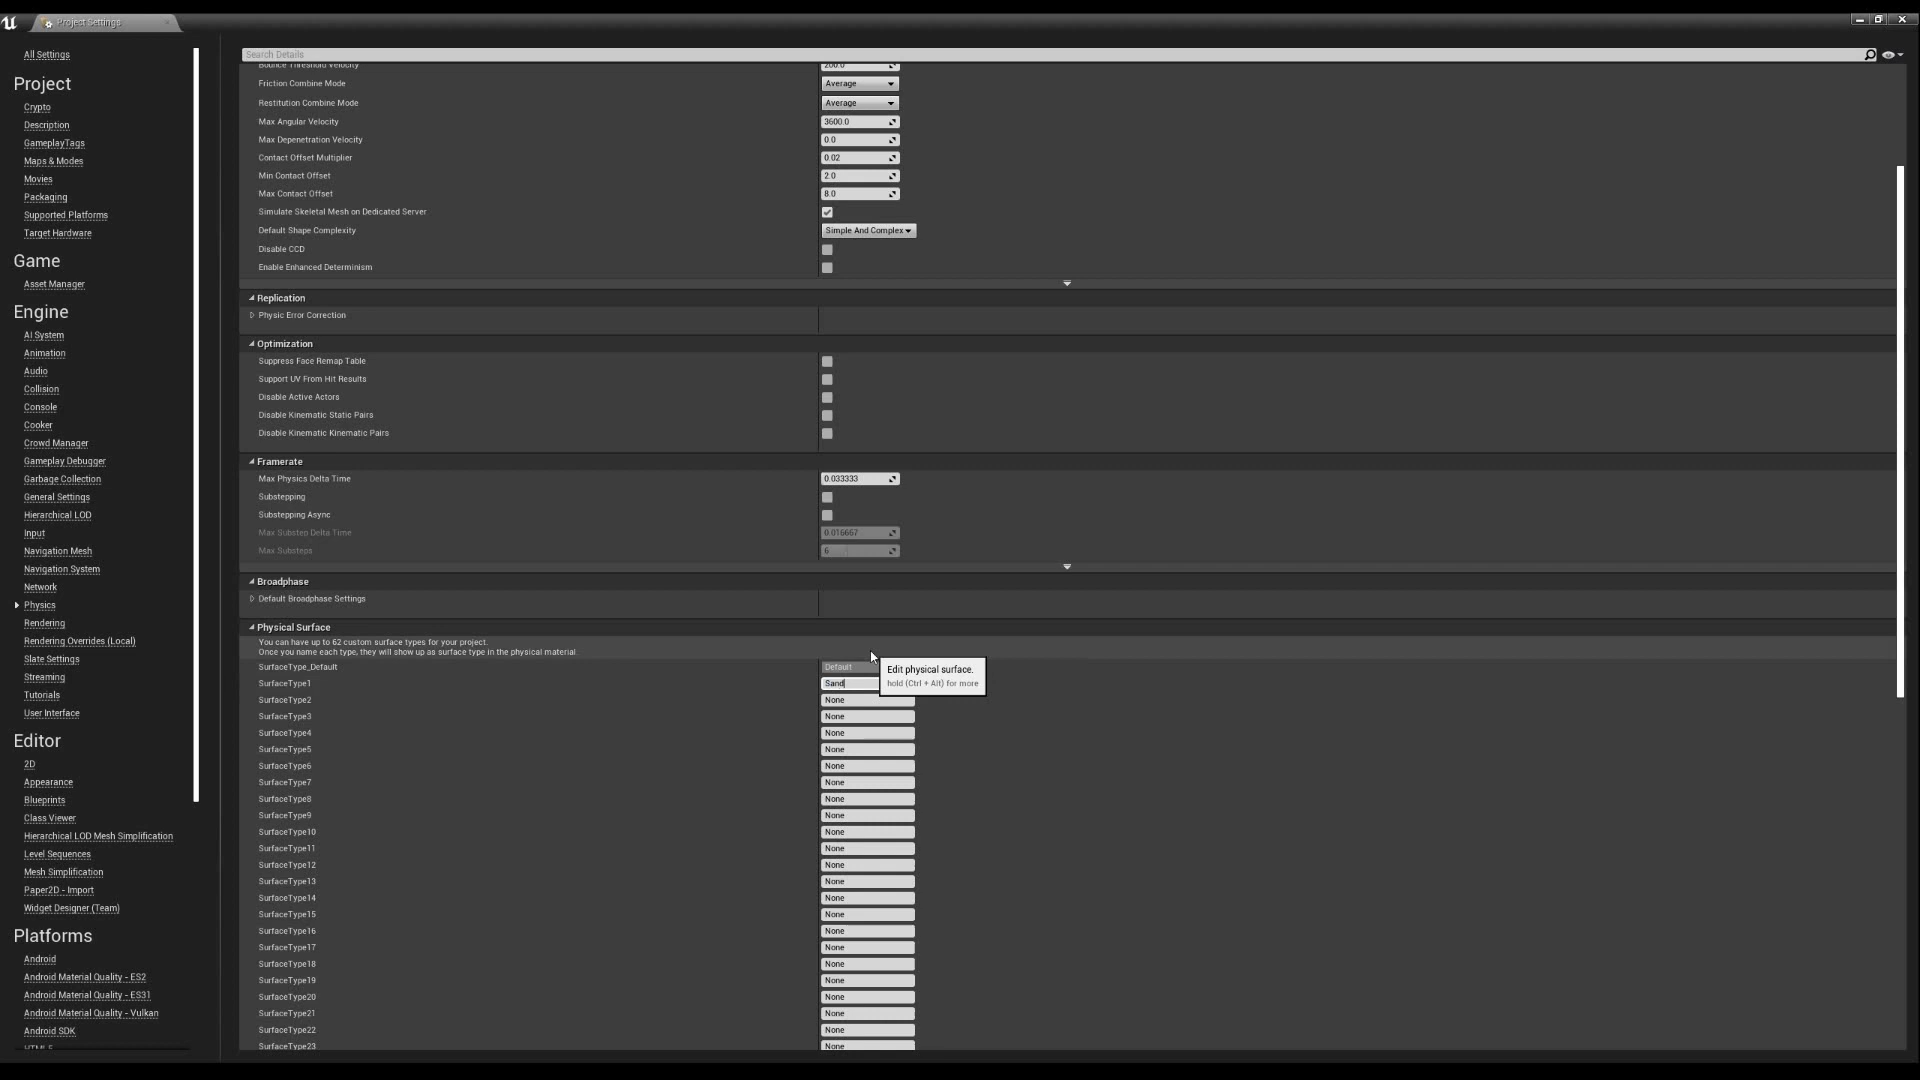 Project Settings
All Settings
Project
Crypto
Description
GameplayTags
Maps & Modes
Movies
Packaging
Supported Platforms
Target Hardware
Game
Asset Manager
Engine
AI System
Animation
Audio
Collision
Console
Cooker
Crowd Manager
Gameplay Debugger
Garbage Collection
General Settings
Hierarchical LOD
Input
Navigation Mesh
Navigation System
Network
Physics
Rendering
Rendering Overrides (Local)
Slate Settings
Streaming
Tutorials
User Interface
Editor
2D
Appearance
Blueprints
Class Viewer
Hierarchical LOD Mesh Simplification
Level Sequences
Mesh Simplification
Paper2D - Import
Widget Designer (Team)
Platforms
Android
Android Material Quality - ES2
Android Material Quality - ES31
Android Material Quality - Vulkan
Android SDK
HTML5
Search Details
Bounce Threshold Velocity 200.0
Friction Combine Mode Average
Restitution Combine Mode Average
Max Angular Velocity 3600.0
Max Depenetration Velocity 0.0
Contact Offset Multiplier 0.02
Min Contact Offset 2.0
Max Contact Offset 8.0
Simulate Skeletal Mesh on Dedicated Server
Default Shape Complexity Simple And Complex
Disable CCD
Enable Enhanced Determinism
Replication
Physic Error Correction
Optimization
Suppress Face Remap Table
Support UV From Hit Results
Disable Active Actors
Disable Kinematic Static Pairs
Disable Kinematic Kinematic Pairs
Framerate
Max Physics Delta Time 0.033333
Substepping
Substepping Async
Max Substep Delta Time 0.016667
Max Substeps 6
Broadphase
Default Broadphase Settings
Physical Surface
You can have up to 62 custom surface types for your project.
Once you name each type, they will show up as surface type in the physical material
SurfaceType_Default Default
SurfaceType1 Sand
Edit physical surface.
hold (Ctrl + Alt) for more
SurfaceType2 None
SurfaceType3 None
SurfaceType4 None
SurfaceType5 None
SurfaceType6 None
SurfaceType7 None
SurfaceType8 None
SurfaceType9 None
SurfaceType10 None
SurfaceType11 None
SurfaceType12 None
SurfaceType13 None
SurfaceType14 None
SurfaceType15 None
SurfaceType16 None
SurfaceType17 None
SurfaceType18 None
SurfaceType19 None
SurfaceType20 None
SurfaceType21 None
SurfaceType22 None
SurfaceType23 None